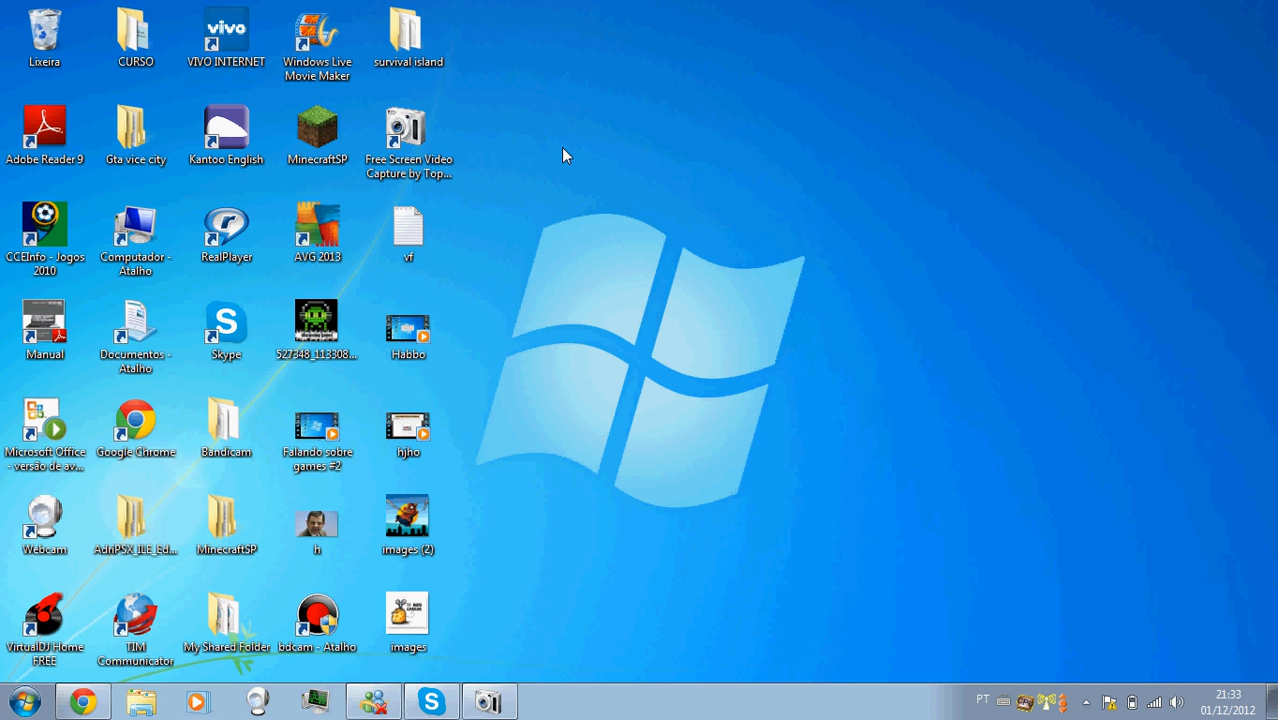 Lixeira
CURSO
vivo
VIVO INTERNET
Windows Live
Movie Maker
survival island
Adobe Reader 9
Gta vice city
Kantoo English
MinecraftSP
Free Screen Video
Capture by Top...
CCEInfo - Jogos
2010
Computador -
Atalho
RealPlayer
AVG 2013
vf
Manual
Documentos -
Atalho
Skype
527348_113308...
Habbo
Microsoft Office
- versão de av...
Google Chrome
Bandicam
Falando sobre
games #2
hjho
Webcam
AdriPSX_ILE_Ed...
MinecraftSP
h
images (2)
VirtualDJ Home
FREE
TIM
Communicator
My Shared Folder
bdcam - Atalho
images
PT
21:33
01/12/2012